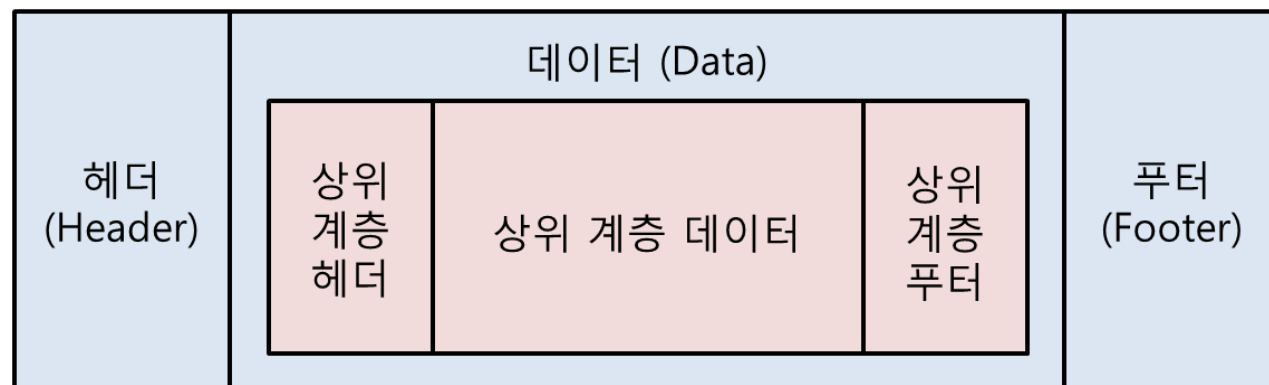 데이터 (Data)
헤더
(Header)
상위
계층
헤더
상위 계층 데이터
상위
계층
푸터
푸터
(Footer)